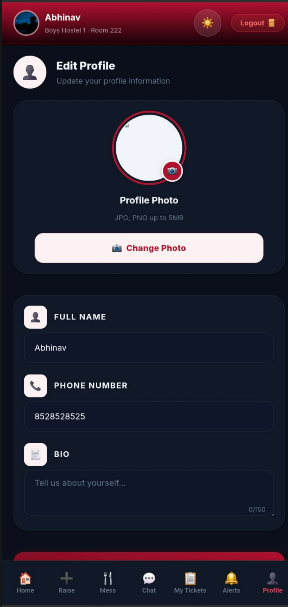 Abhinav
Boys Hostel 1 · Room 222
Logout
Edit Profile
Update your profile information
Profile Photo
JPG, PNG up to 5MB
Change Photo
FULL NAME
Abhinav
PHONE NUMBER
8528528525
BIO
Tell us about yourself...
0/150
Home
Raise
Mess
Chat
My Tickets
Alerts
Profile